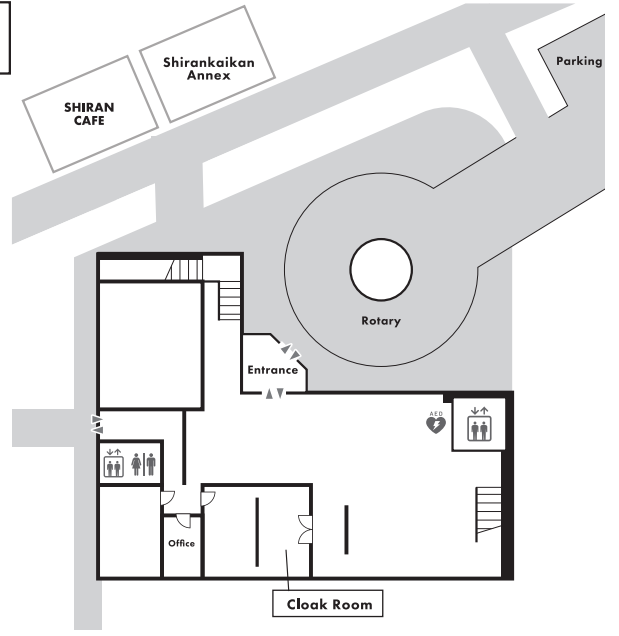 Parking
Shirankaikan
Annex
SHIRAN
CAFE
Rotary
Entrance
AED
Office
Cloak Room